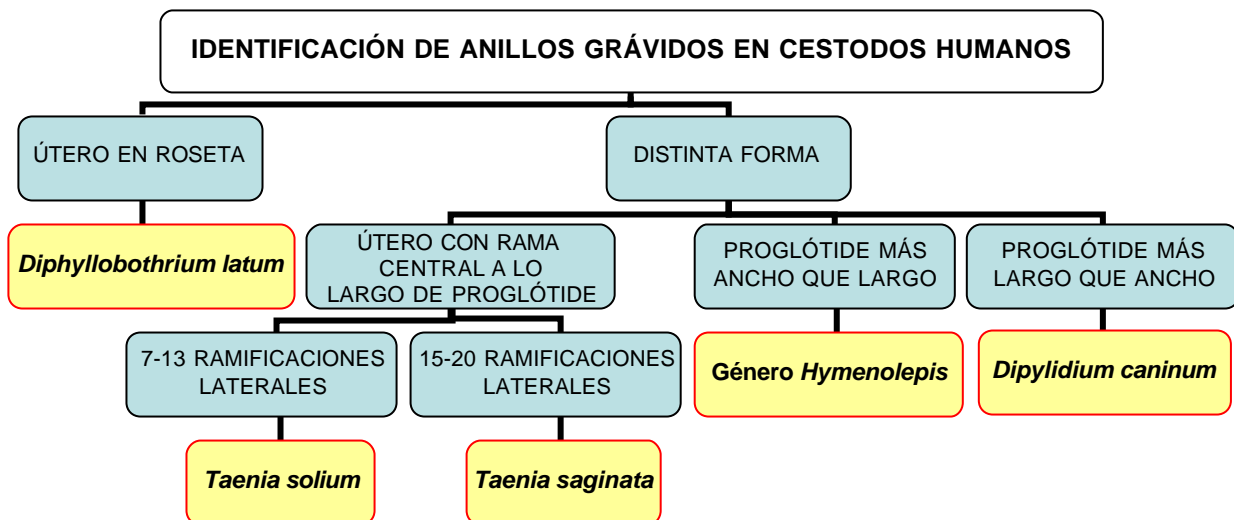 IDENTIFICACIÓN DE ANILLOS GRÁVIDOS EN CESTODOS HUMANOS
ÚTERO EN ROSETA
DISTINTA FORMA
Diphyllobothrium latum
ÚTERO CON RAMA
CENTRAL A LO
LARGO DE PROGLÓTIDE
PROGLÓTIDE MÁS
ANCHO QUE LARGO
PROGLÓTIDE MÁS
LARGO QUE ANCHO
7-13 RAMIFICACIONES
LATERALES
15-20 RAMIFICACIONES
LATERALES
Género Hymenolepis
Dipylidium caninum
Taenia solium
Taenia saginata